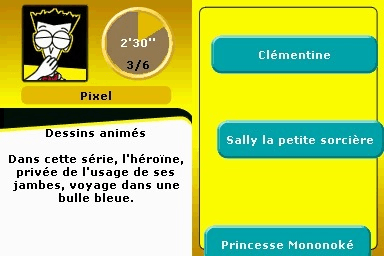 2'30"
3/6
Pixel
Dessins animés
Dans cette série, l'héroïne,
privée de l'usage de ses
jambes, voyage dans une
bulle bleue.
Clémentine
Sally la petite sorcière
Princesse Mononoké